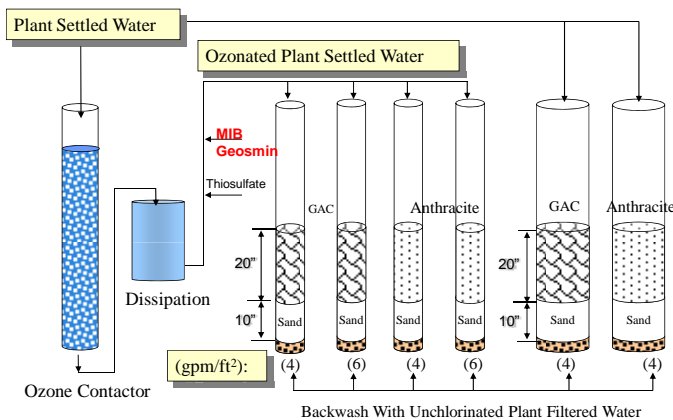 Plant Settled Water
Ozonated Plant Settled Water
MIB
Geosmin
Thiosulfate
GAC
Anthracite
GAC
Anthracite
20”
20”
Dissipation
10”
Sand
Sand
Sand
Sand
10”
Sand
Sand
(gpm/ft²):
(4)
(6)
(4)
(6)
(4)
(4)
Ozone Contactor
Backwash With Unchlorinated Plant Filtered Water